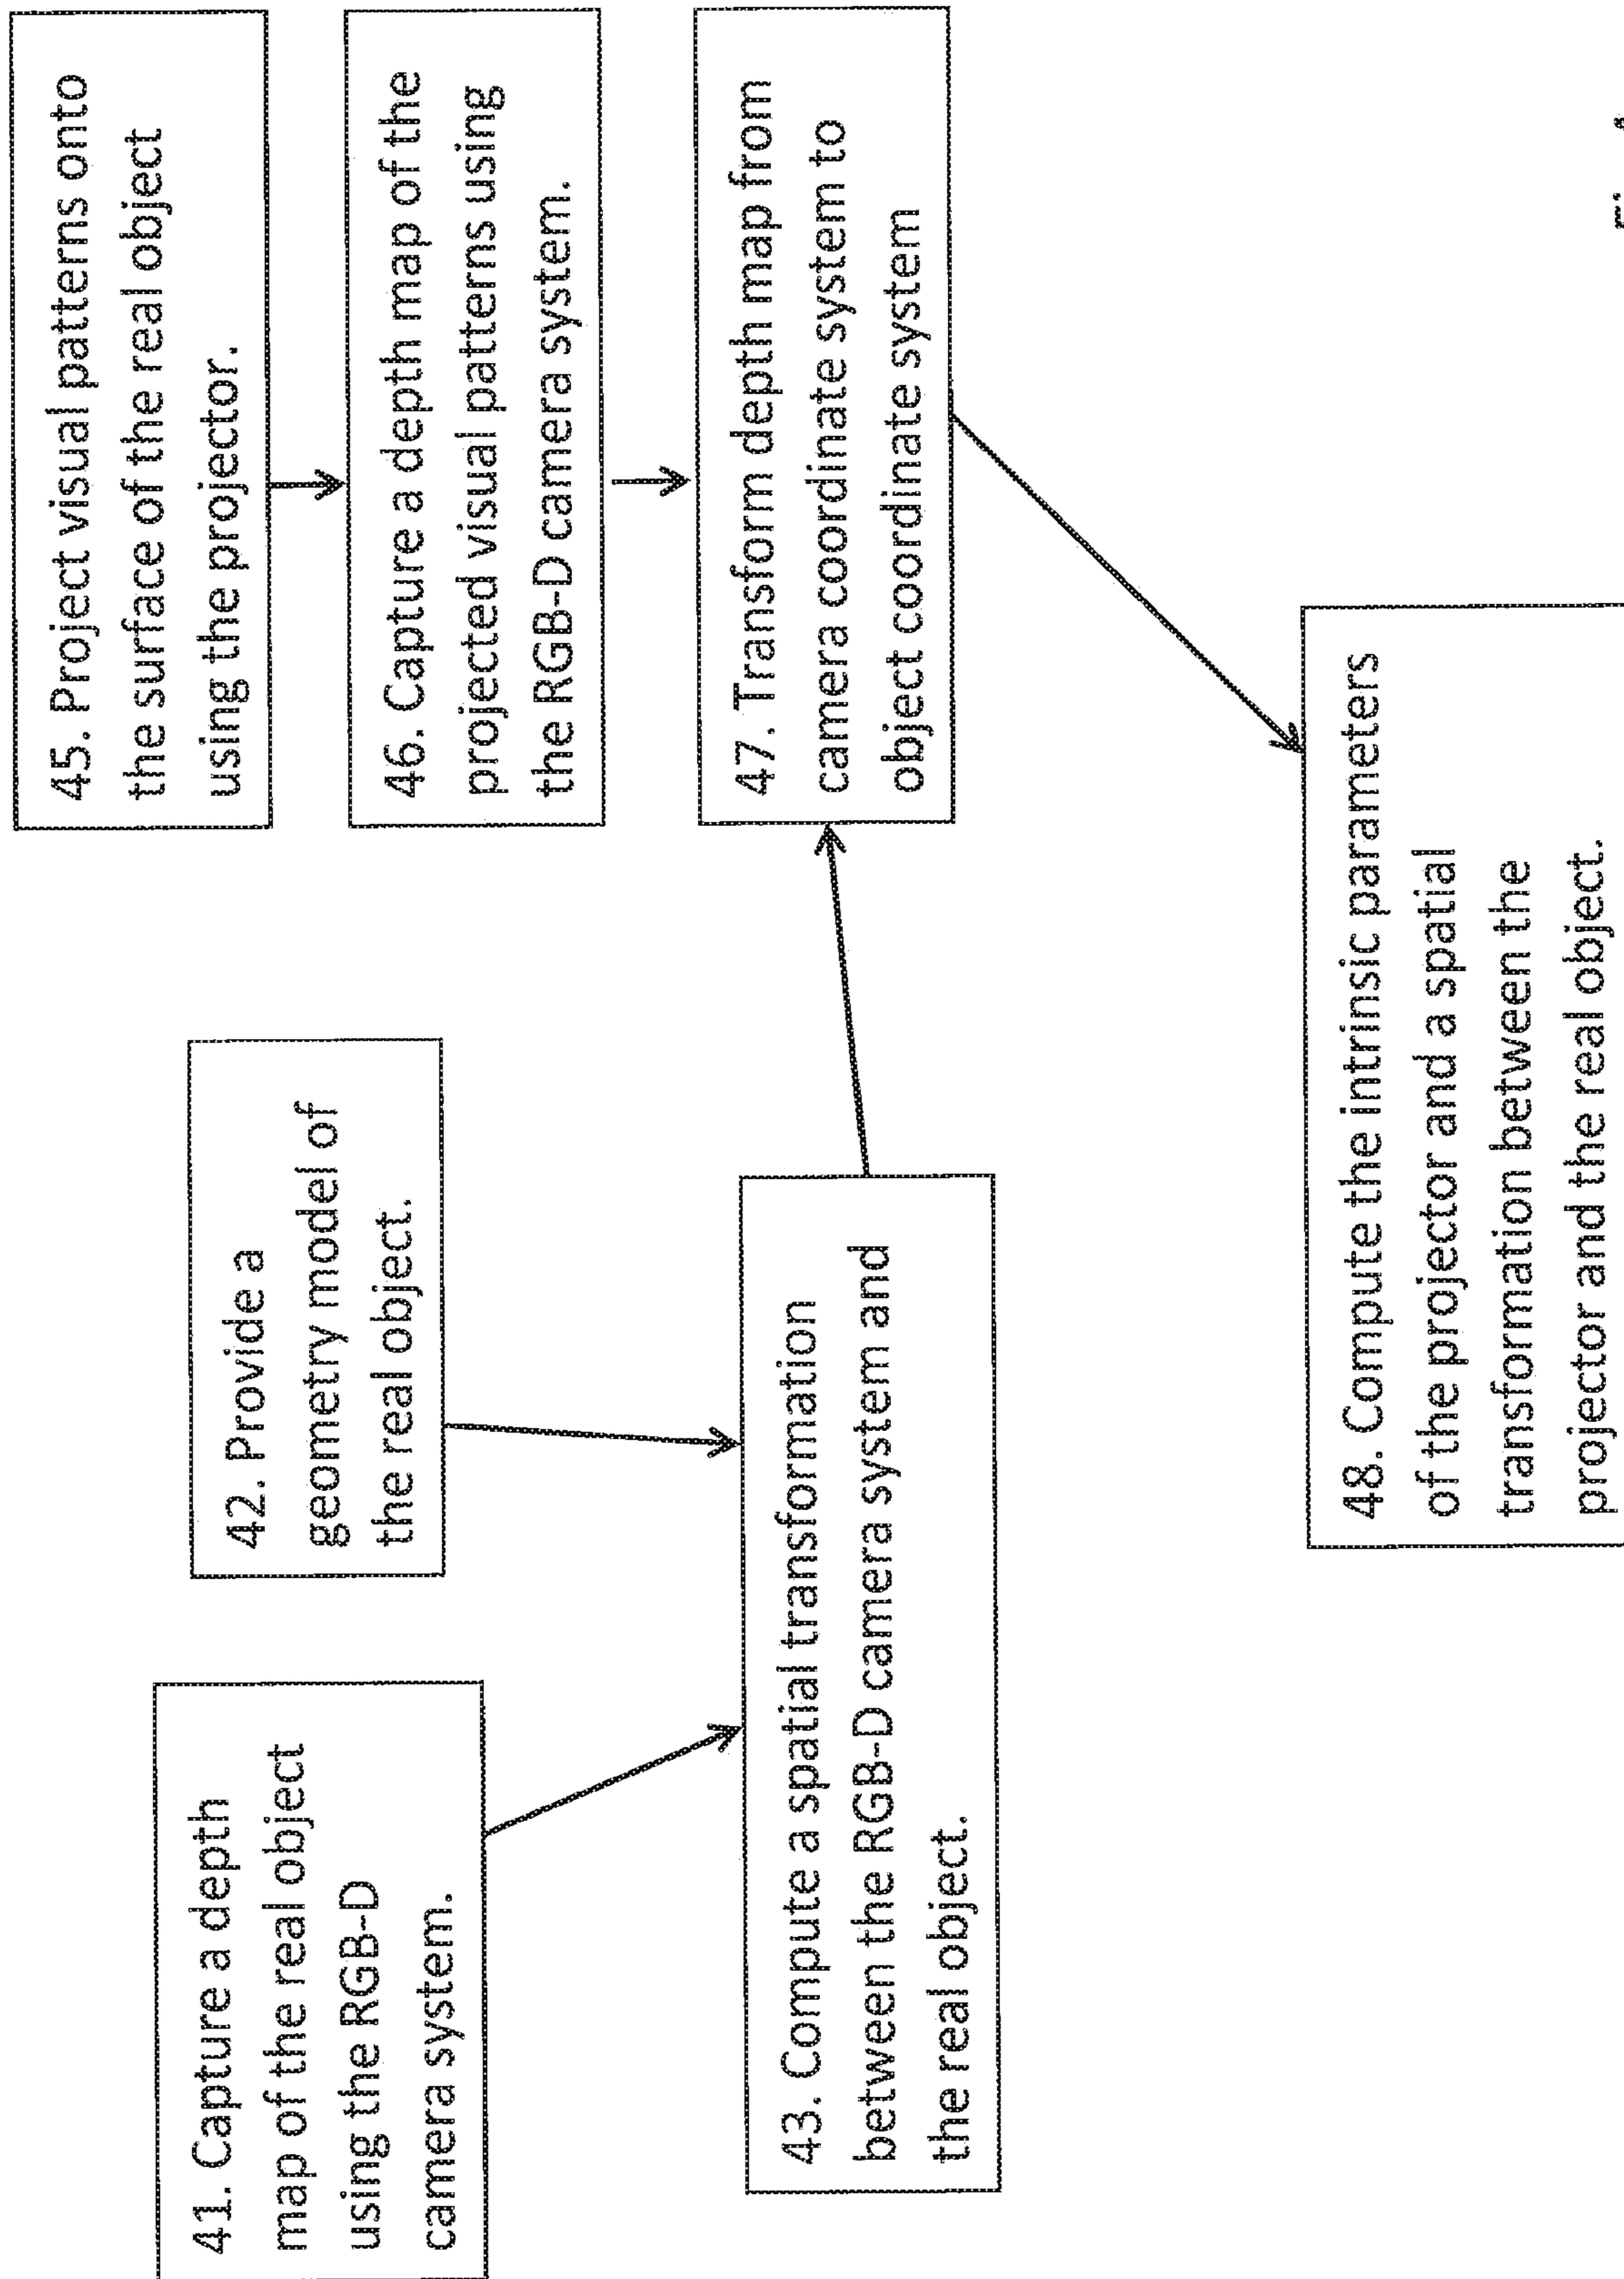 41. Capture a depth
map of the real object
using the RGB-D
camera system.
42. Provide a
geometry model of
the real object.
43. Compute a spatial transformation
between the RGB-D camera system and
the real object.
45. Project visual patterns onto
the surface of the real object
using the projector.
46. Capture a depth map of the
projected visual patterns using
the RGB-D camera system.
47. Transform depth map from
camera coordinate system to
object coordinate system
48. Compute the intrinsic parameters
of the projector and a spatial
transformation between the
projector and the real object.